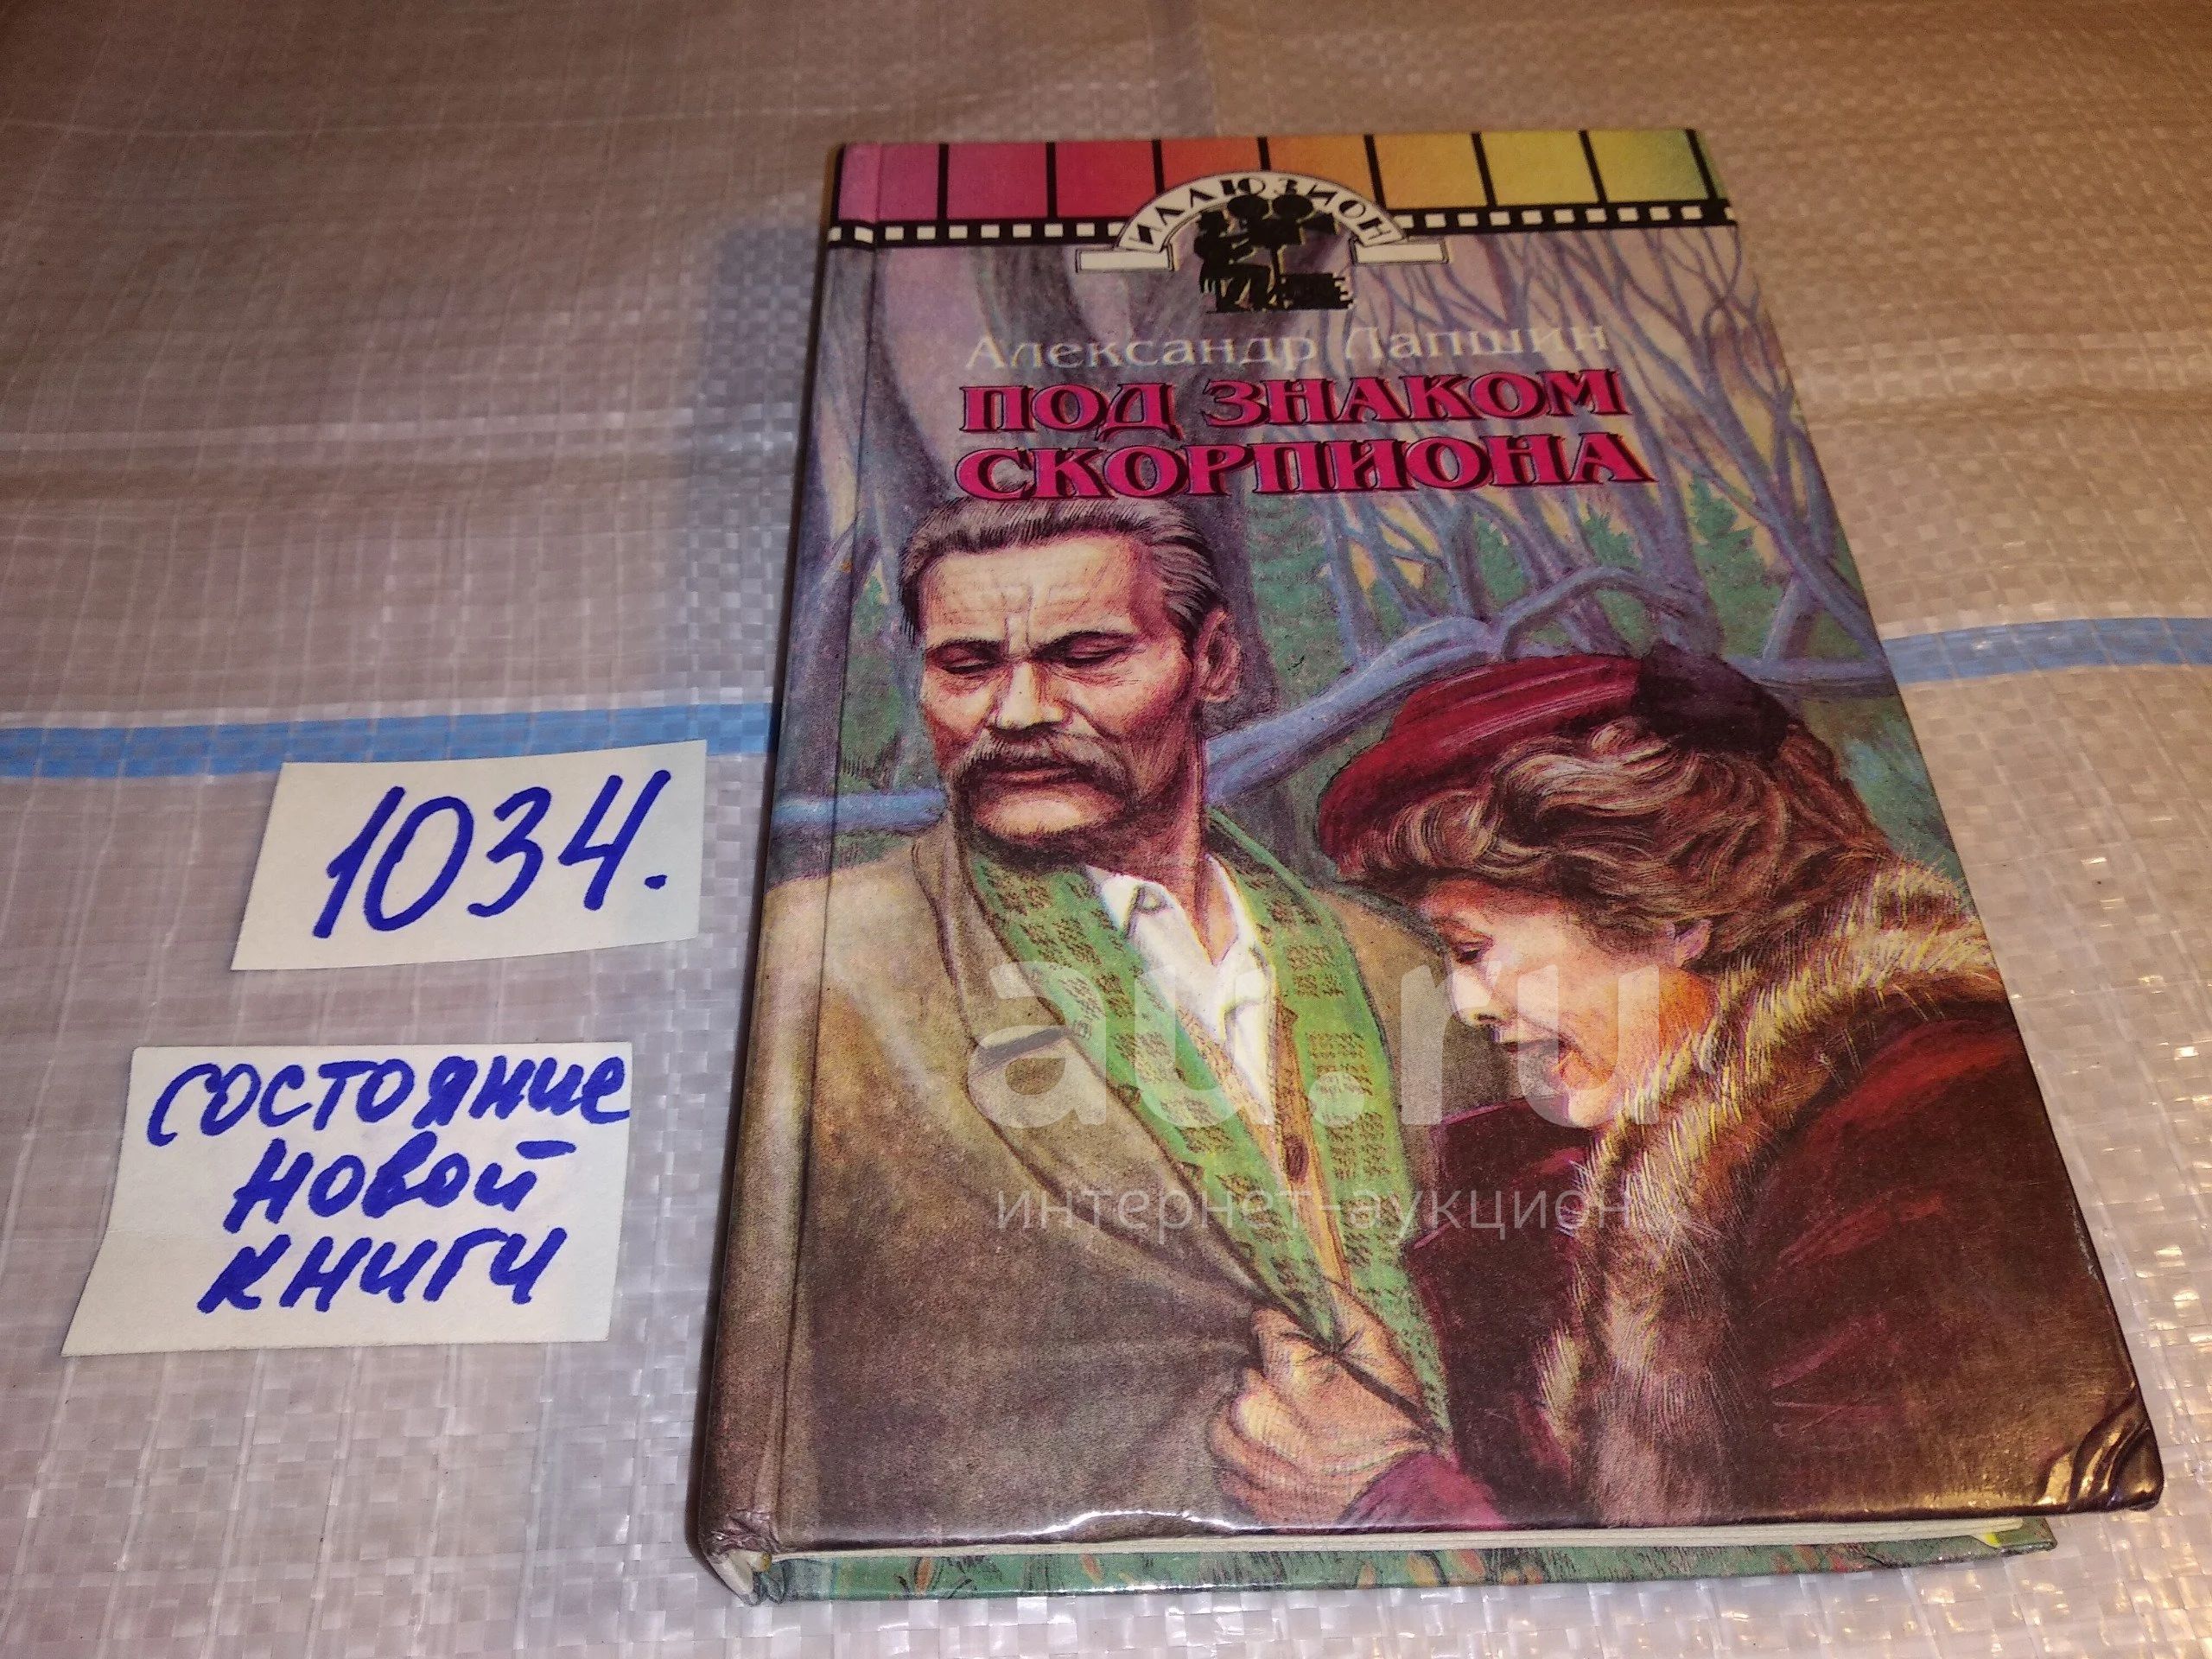 ИЛЛЮЗИОН
Александр Лапшин
ПОД ЗНАКОМ
СКОРПИОНА
1034.
состояние
новой
книги
au.ru
интернет-аукцион